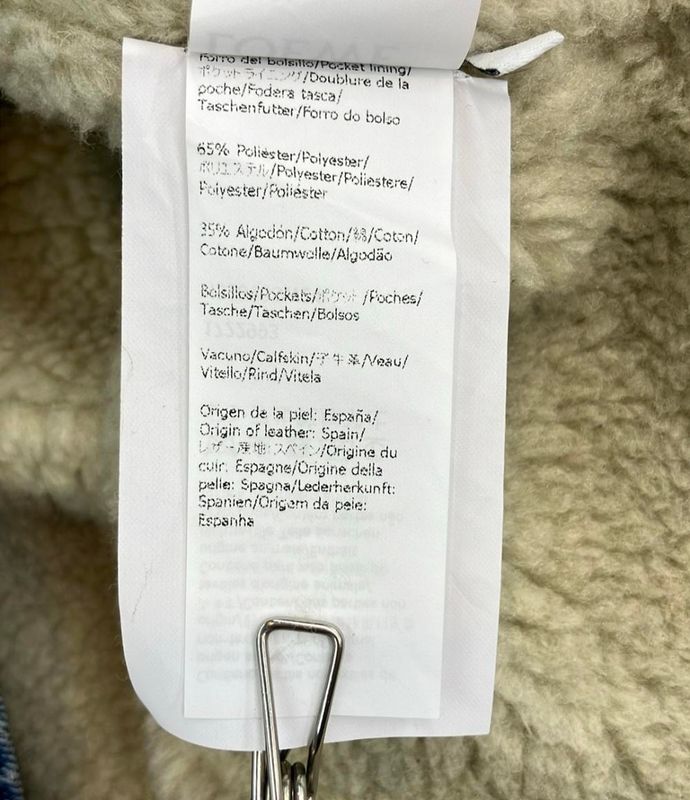 Forro del bolsillo/Pocket lining/
ポケットライニング/Doublure de la
poche/Fodera tasca/
Taschenfutter/Forro do bolso
65% Poliéster/Polyester/
ポリエステル/Polyester/Poliestere/
Polyester/Poliéster
35% Algodón/Cotton/綿/Coton/
Cotone/Baumwolle/Algodão
Bolsillos/Pockets/ポケット/Poches/
Tasche/Taschen/Bolsos
Vacuno/Calfskin/子牛革/Veau/
Vitello/Rind/Vitela
Origen de la piel: España/
Origin of leather: Spain/
レザー産地:スペイン/Origine du
cuir: Espagne/Origine della
pelle: Spagna/Lederherkunft:
Spanien/Origem da pele:
Espanha